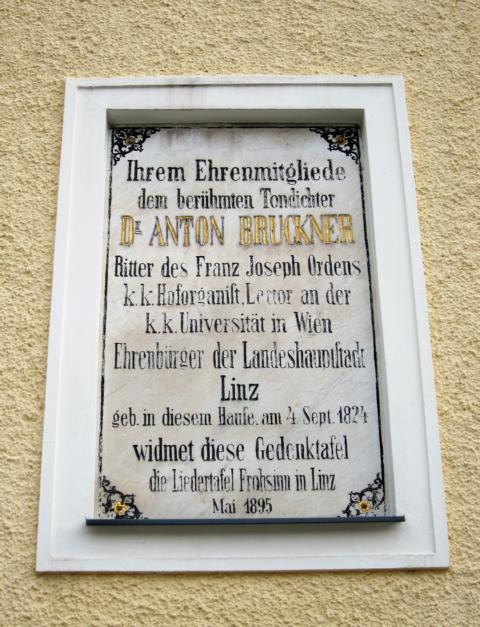 Ihrem Ehrenmitgliede
dem berühmten Tondichter
Dem ANTON BRUCKNER
Ritter des Franz Joseph Ordens
k.k.Hoforganist, Lector an der
k.k.Universität in Wien
Ehrenbürger der Landeshauptstadt
Linz
geb. in diesem Hause, am 4. Sept. 1824
widmet diese Gedenktafel
die Liedertafel Frohsinn in Linz
Mai 1895